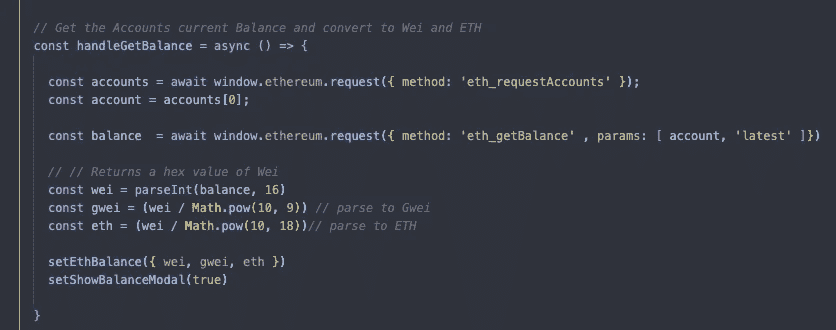 // Get the Accounts current Balance and convert to Wei and ETH
const handleGetBalance = async () => {
const accounts = await window.ethereum.request({ method: 'eth_requestAccounts' });
const account = accounts[0];
const balance  = await window.ethereum.request({ method: 'eth_getBalance' , params: [ account, 'latest' ]})
// // Returns a hex value of Wei
const wei = parseInt(balance, 16)
const gwei = (wei / Math.pow(10, 9)) // parse to Gwei
const eth = (wei / Math.pow(10, 18))// parse to ETH
setEthBalance({ wei, gwei, eth })
setShowBalanceModal(true)
}